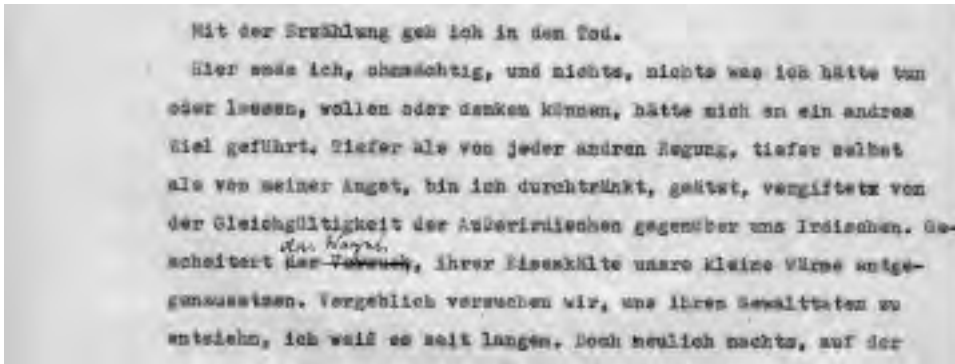 Mit der Erzählung geh ich in den Tod.
Hier ende ich, ohnmächtig, und nichts, nichts was ich hätte tun
oder lassen, wollen oder denken können, hätte mich an ein andres
Ziel geführt. Tiefer als von jeder andren Regung, tiefer selbst
als von meiner Angst, bin ich durchtränkt, geätzt, vergiftet von
der Gleichgültigkeit der Außerirdischen gegenüber uns Irdischen. Ge-
das Wagnis
scheitert der Versuch, ihrer Eiseskälte unsre kleine Wärme entge-
genzusetzen. Vergeblich versuchen wir, uns ihren Gewalttaten zu
entziehn, ich weiß es seit langem. Doch neulich nachts, auf der